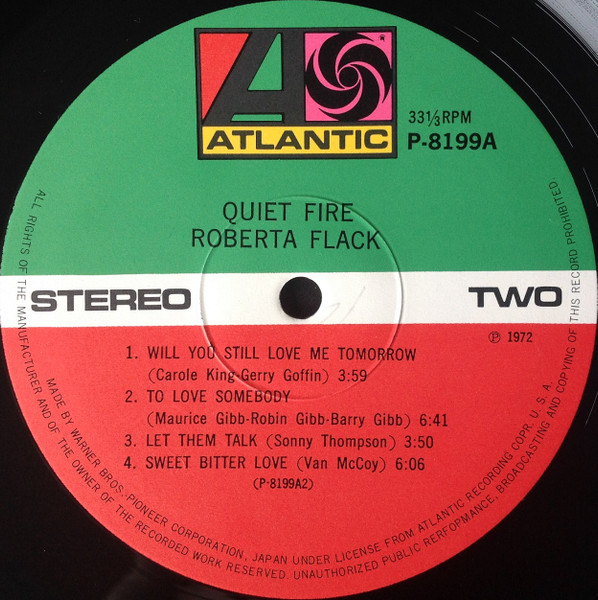 ATLANTIC
33⅓RPM
P-8199A
QUIET FIRE
ROBERTA FLACK
STEREO
TWO
Ⓟ 1972
1. WILL YOU STILL LOVE ME TOMORROW
(Carole King-Gerry Goffin) 3:59
2. TO LOVE SOMEBODY
(Maurice Gibb-Robin Gibb-Barry Gibb) 6:41
3. LET THEM TALK (Sonny Thompson) 3:50
4. SWEET BITTER LOVE (Van McCoy) 6:06
(P-8199A2)
MADE BY WARNER BROS.-PIONEER CORPORATION, JAPAN UNDER LICENSE FROM ATLANTIC RECORDING COPR. U. S. A.
ALL RIGHTS OF THE MANUFACTURER AND OF THE OWNER OF THE RECORDED WORK RESERVED. UNAUTHORIZED PUBLIC RERFOPMANCE, BROADCASTING AND COPYING OF THIS RECORD PROHIBITED.